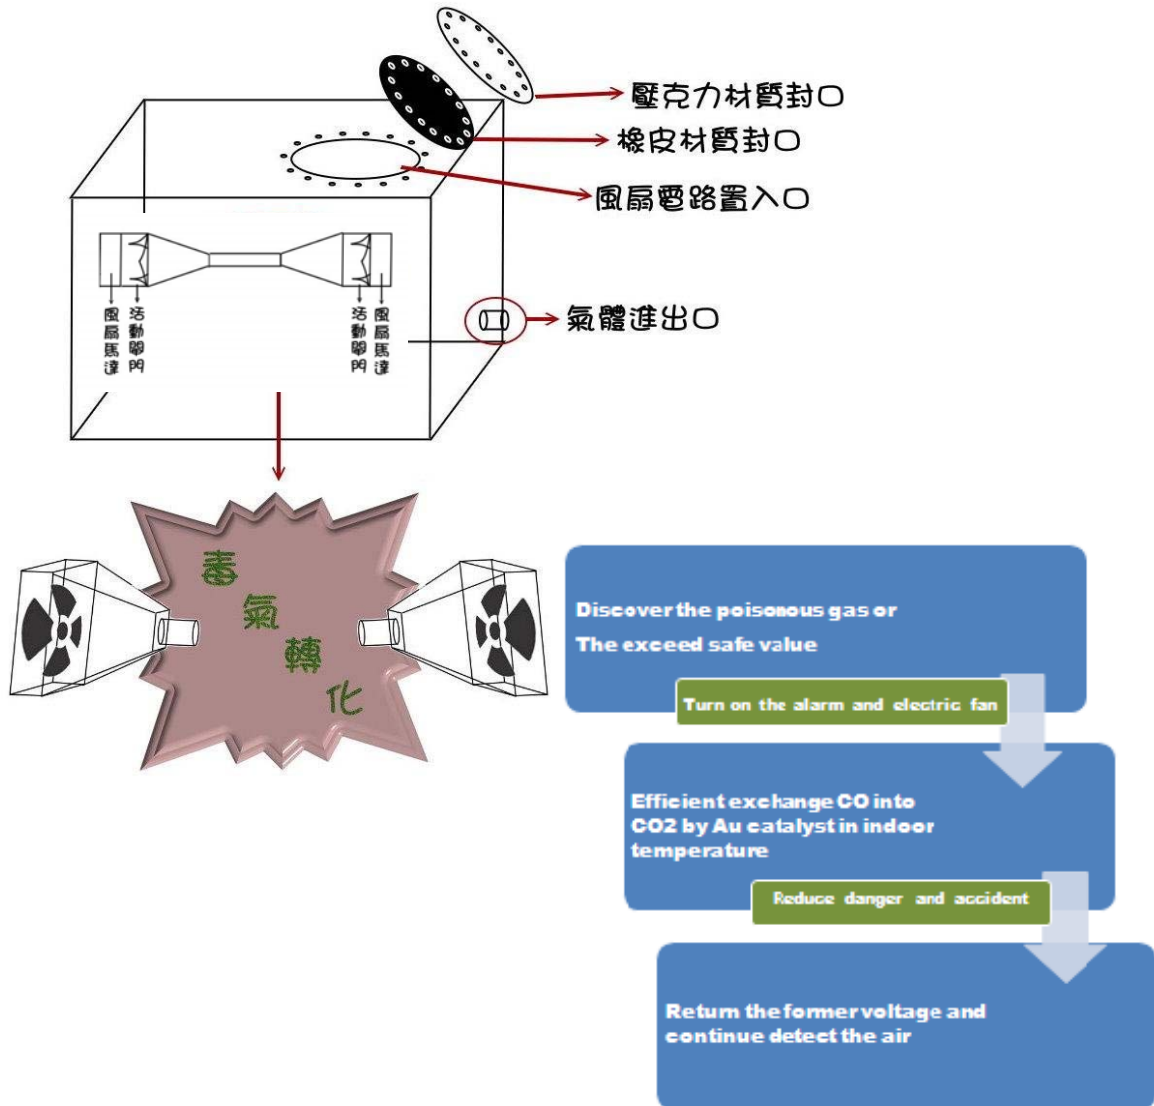 壓克力材質封口
橡皮材質封口
風扇電路置入口
氣體進出口
風扇馬達
活動閘門
活動閘門
風扇馬達
毒氣轉化
Discover the poisonous gas or
The exceed safe value
Turn on the alarm and electric fan
Efficient exchange CO into
CO2 by Au catalyst in indoor
temperature
Reduce danger and accident
Return the former voltage and
continue detect the air